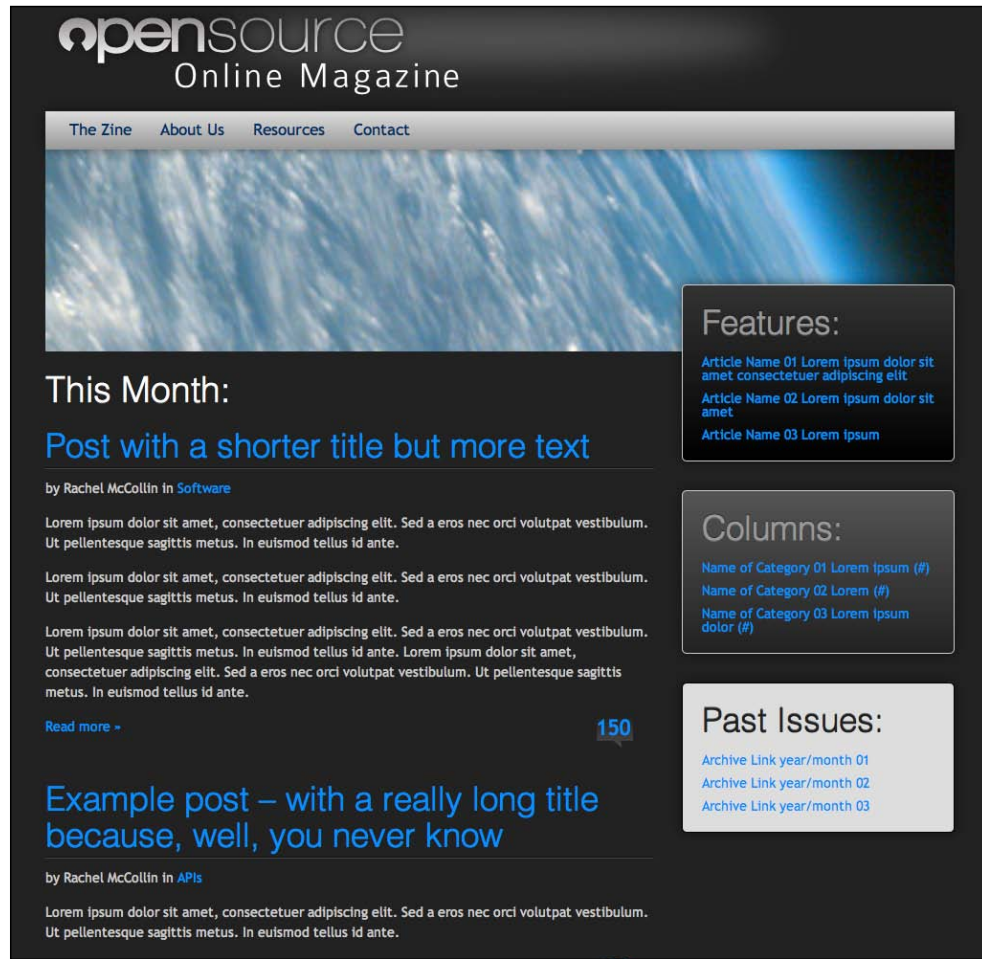 opensource
Online Magazine
The Zine About Us Resources Contact
This Month:
Post with a shorter title but more text
by Rachel McCollin in Software
Lorem ipsum dolor sit amet, consectetuer adipiscing elit. Sed a eros nec orci volutpat vestibulum.
Ut pellentesque sagittis metus. In euismod tellus id ante.
Lorem ipsum dolor sit amet, consectetuer adipiscing elit. Sed a eros nec orci volutpat vestibulum.
Ut pellentesque sagittis metus. In euismod tellus id ante.
Lorem ipsum dolor sit amet, consectetuer adipiscing elit. Sed a eros nec orci volutpat vestibulum.
Ut pellentesque sagittis metus. In euismod tellus id ante. Lorem ipsum dolor sit amet,
consectetuer adipiscing elit. Sed a eros nec orci volutpat vestibulum. Ut pellentesque sagittis
metus. In euismod tellus id ante.
Read more »
150
Example post – with a really long title
because, well, you never know
by Rachel McCollin in APIs
Lorem ipsum dolor sit amet, consectetuer adipiscing elit. Sed a eros nec orci volutpat vestibulum.
Ut pellentesque sagittis metus. In euismod tellus id ante.
Features:
Article Name 01 Lorem ipsum dolor sit
amet consectetuer adipiscing elit
Article Name 02 Lorem ipsum dolor sit
amet
Article Name 03 Lorem ipsum
Columns:
Name of Category 01 Lorem ipsum (#)
Name of Category 02 Lorem (#)
Name of Category 03 Lorem ipsum
dolor (#)
Past Issues:
Archive Link year/month 01
Archive Link year/month 02
Archive Link year/month 03